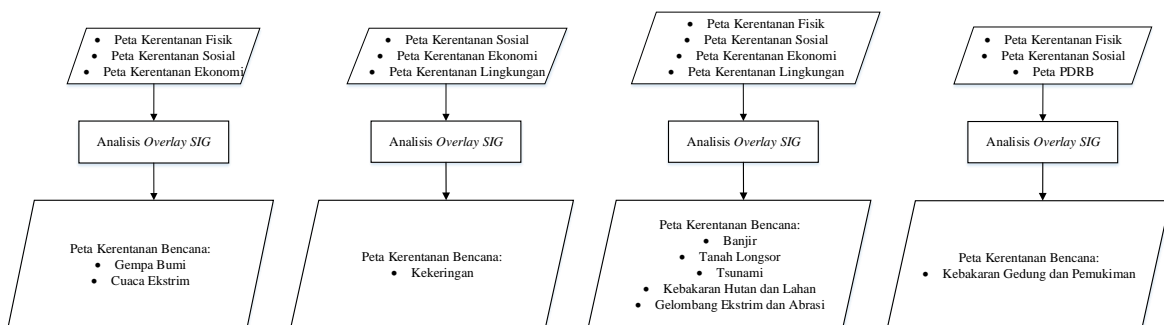 • Peta Kerentanan Fisik
• Peta Kerentanan Sosial
• Peta Kerentanan Ekonomi
Analisis Overlay SIG
Peta Kerentanan Bencana:
• Gempa Bumi
• Cuaca Ekstrim
• Peta Kerentanan Sosial
• Peta Kerentanan Ekonomi
• Peta Kerentanan Lingkungan
Analisis Overlay SIG
Peta Kerentanan Bencana:
• Kekeringan
• Peta Kerentanan Fisik
• Peta Kerentanan Sosial
• Peta Kerentanan Ekonomi
• Peta Kerentanan Lingkungan
Analisis Overlay SIG
Peta Kerentanan Bencana:
• Banjir
• Tanah Longsor
• Tsunami
• Kebakaran Hutan dan Lahan
• Gelombang Ekstrim dan Abrasi
• Peta Kerentanan Fisik
• Peta Kerentanan Sosial
• Peta PDRB
Analisis Overlay SIG
Peta Kerentanan Bencana:
• Kebakaran Gedung dan Pemukiman